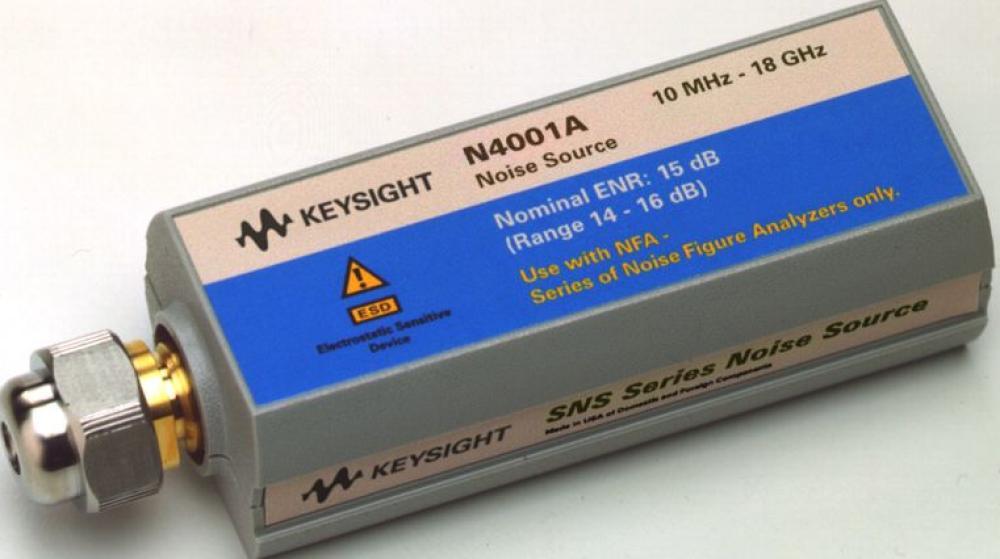 KEYSIGHT
N4001A
Noise Source
10 MHz - 18 GHz
Nominal ENR: 15 dB
(Range 14 - 16 dB)
Use with NFA -
Series of Noise Figure Analyzers only.
!
ESD
Electrostatic Sensitive
Device
KEYSIGHT
SNS Series Noise Source
Made in USA of Domestic and Foreign Components